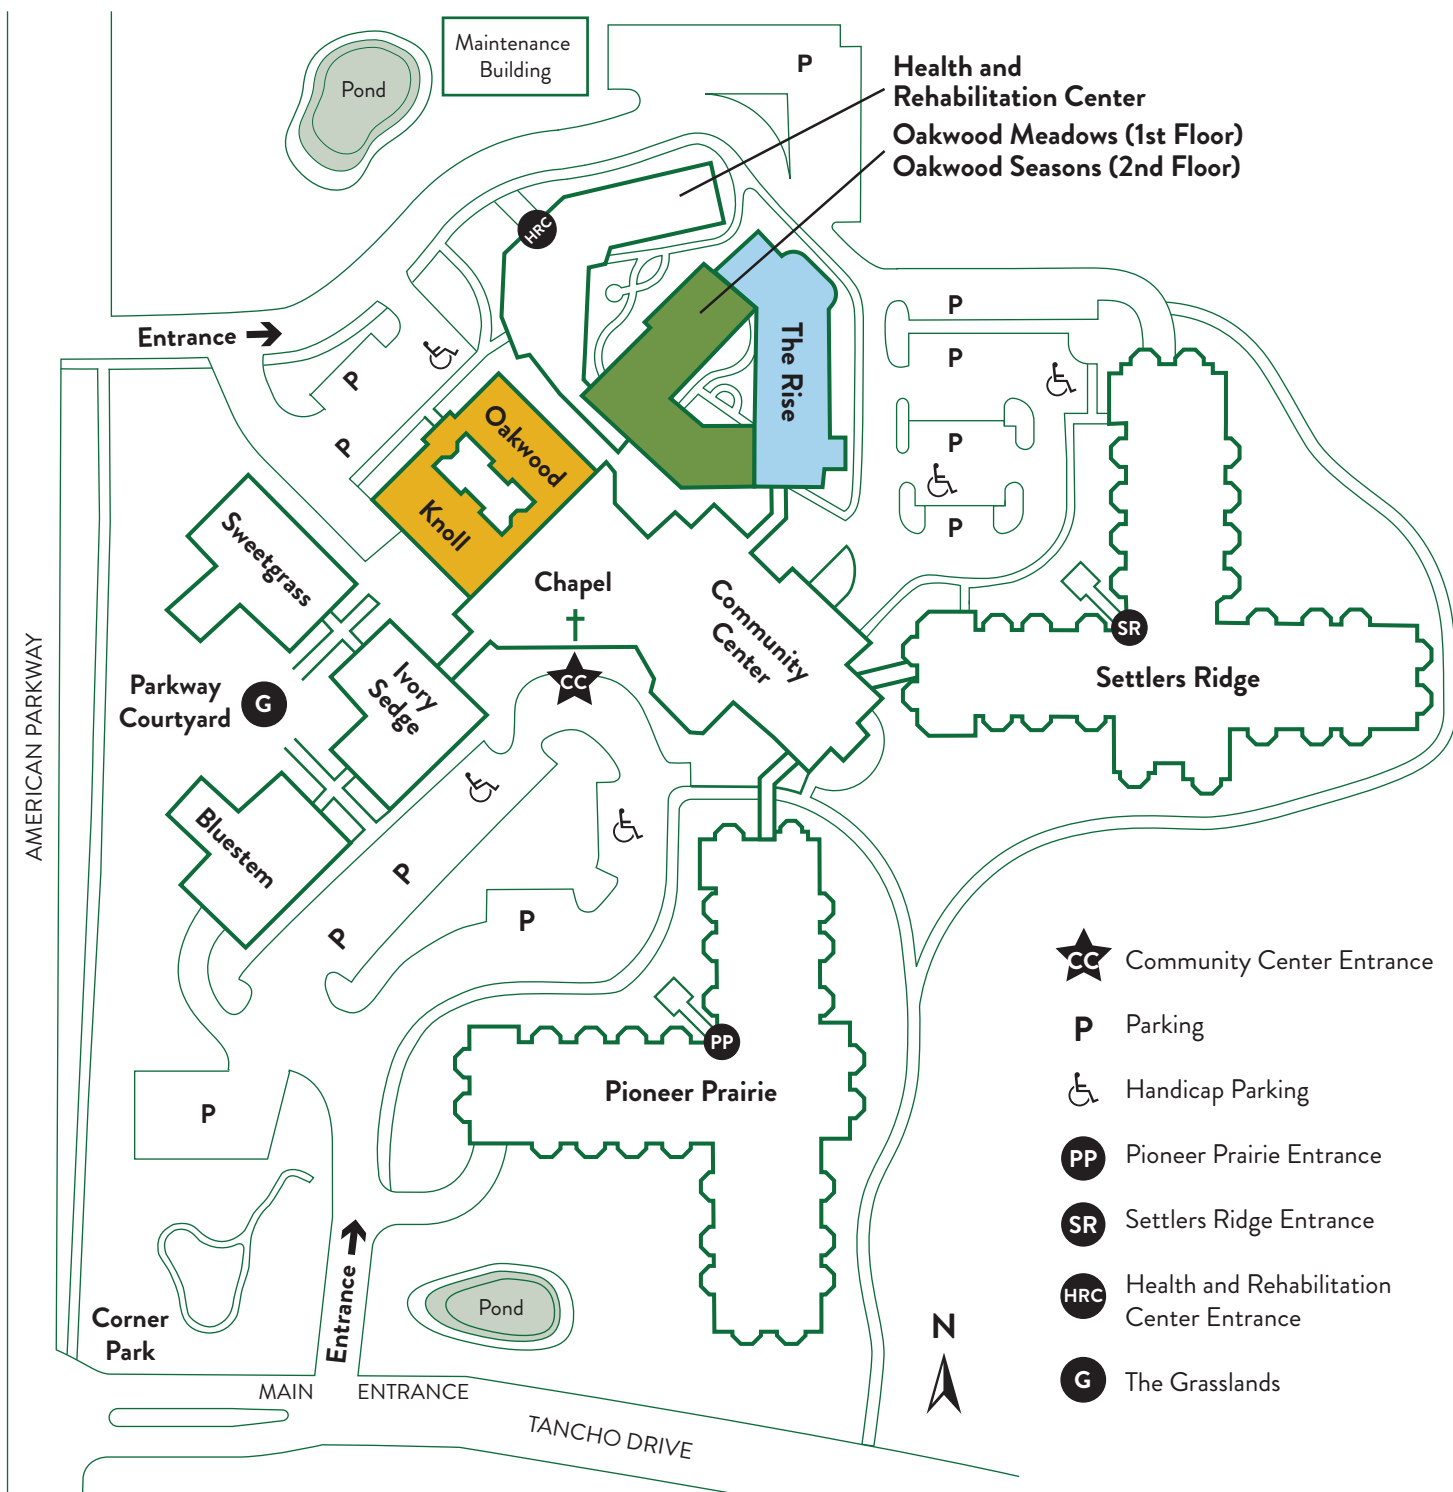 Maintenance
Building
Pond
P
Health and
Rehabilitation Center
Oakwood Meadows (1st Floor)
Oakwood Seasons (2nd Floor)
HRC
Entrance
P
P
The Rise
P
P
P
P
Oakwood
Knoll
Sweetgrass
Chapel
Community
Center
CC
SR
Settlers Ridge
Ivory
Sedge
Parkway
Courtyard
G
AMERICAN PARKWAY
Bluestem
P
P
P
PP
Pioneer Prairie
P
Corner
Park
Entrance
Pond
MAIN ENTRANCE
TANCHO DRIVE
N
CC Community Center Entrance
P Parking
Handicap Parking
PP Pioneer Prairie Entrance
SR Settlers Ridge Entrance
HRC Health and Rehabilitation
Center Entrance
G The Grasslands